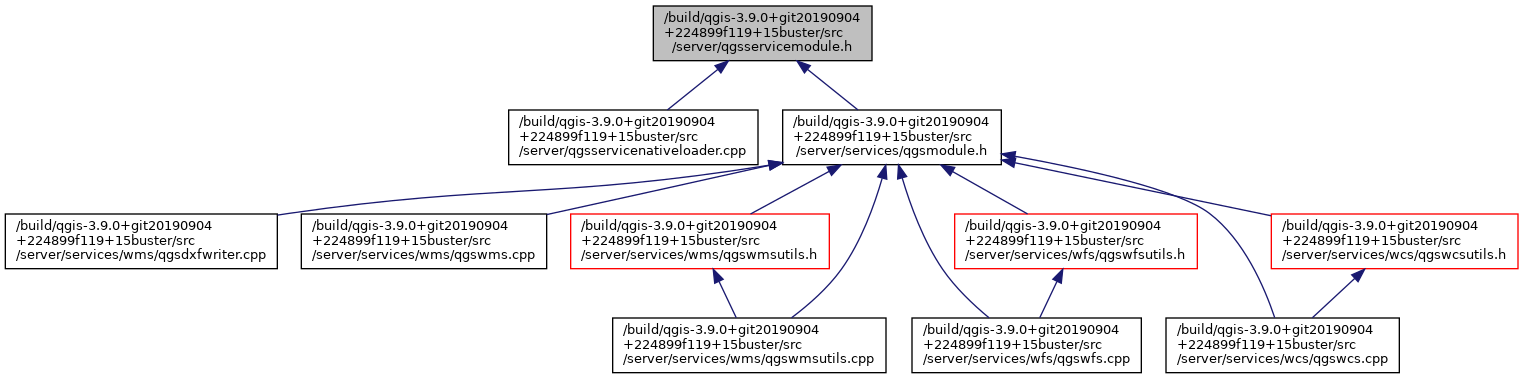 /build/qgis-3.9.0+git20190904
+224899f119+15buster/src
/server/qgsservicemodule.h
/build/qgis-3.9.0+git20190904
+224899f119+15buster/src
/server/qgsservicenativeloader.cpp
/build/qgis-3.9.0+git20190904
+224899f119+15buster/src
/server/services/qgsmodule.h
/build/qgis-3.9.0+git20190904
+224899f119+15buster/src
/server/services/wms/qgsdxfwriter.cpp
/build/qgis-3.9.0+git20190904
+224899f119+15buster/src
/server/services/wms/qgswms.cpp
/build/qgis-3.9.0+git20190904
+224899f119+15buster/src
/server/services/wms/qgswmsutils.h
/build/qgis-3.9.0+git20190904
+224899f119+15buster/src
/server/services/wfs/qgswfsutils.h
/build/qgis-3.9.0+git20190904
+224899f119+15buster/src
/server/services/wcs/qgswcsutils.h
/build/qgis-3.9.0+git20190904
+224899f119+15buster/src
/server/services/wms/qgswmsutils.cpp
/build/qgis-3.9.0+git20190904
+224899f119+15buster/src
/server/services/wfs/qgswfs.cpp
/build/qgis-3.9.0+git20190904
+224899f119+15buster/src
/server/services/wcs/qgswcs.cpp